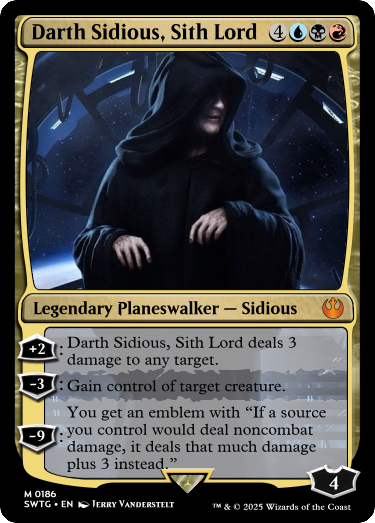 Darth Sidious, Sith Lord 4
Legendary Planeswalker — Sidious
+2: Darth Sidious, Sith Lord deals 3
damage to any target.
-3: Gain control of target creature.
You get an emblem with “If a source
you control would deal noncombat
-9: damage, it deals that much damage
plus 3 instead.”
4
M 0186
SWTG • EN Jerry Vanderstelt
™ & © 2025 Wizards of the Coast